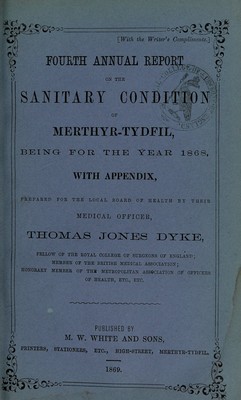 [With the Writer's Compliments.]
FOURTH ANNUAL REPORT
ON THE
SANITARY CONDITION
OF
MERTHYR-TYDFIL,
BEING FOR THE YEAR 1868,
WITH APPENDIX,
PREPARED FOR THE LOCAL BOARD OF HEALTH BY THEIR
MEDICAL OFFICER,
THOMAS JONES DYKE,
FELLOW OF THE ROYAL COLLEGE OF SURGEONS OF ENGLAND;
MEMBER OF THE BRITISH MEDICAL ASSOCIATION;
HONORARY MEMBER OF THE METROPOLITAN ASSOCIATION OF OFFICERS
OF HEALTH, ETC., ETC.
PUBLISHED BY
M. W. WHITE AND SONS,
PRINTERS, STATIONERS, ETC., HIGH-STREET, MERTHYR-TYDFIL.
1869.